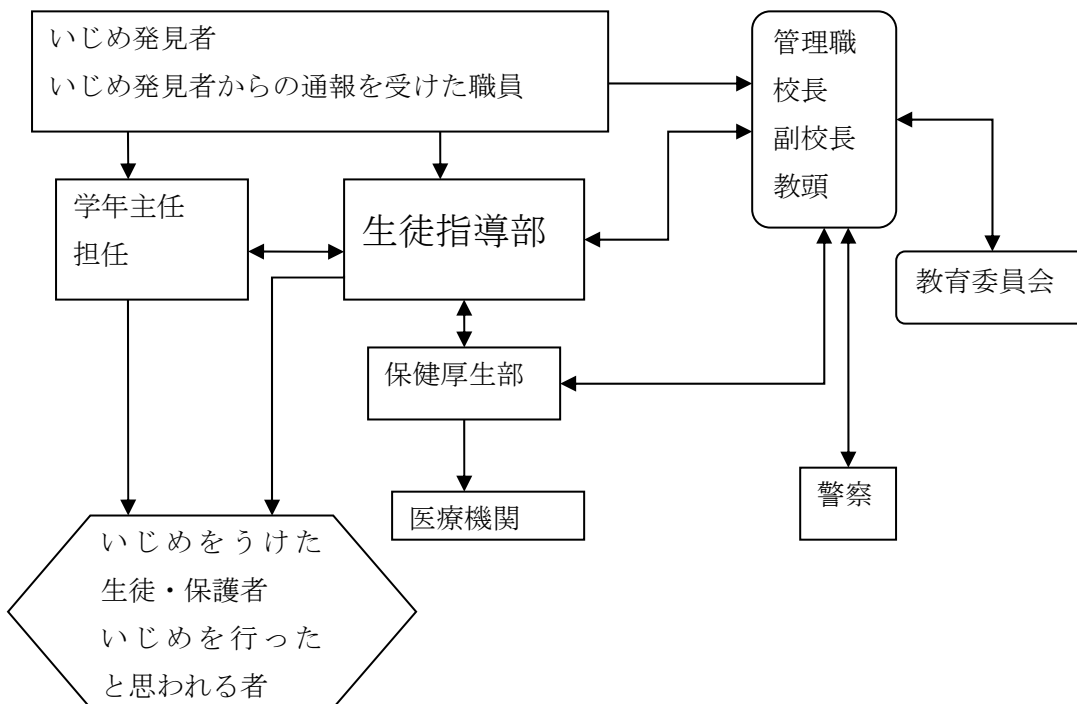 いじめ発見者
いじめ発見者からの通報を受けた職員
管理職
校長
副校長
教頭
学年主任
担任
生徒指導部
教育委員会
保健厚生部
医療機関
警察
いじめをうけた
生徒・保護者
いじめを行った
と思われる者